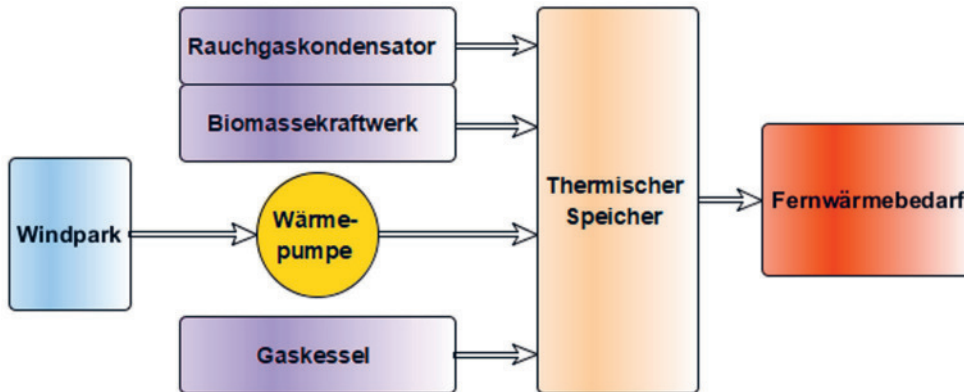 Rauchgaskondensator
Biomassekraftwerk
Windpark
Wärme-
pumpe
Thermischer
Speicher
Fernwärmebedarf
Gaskessel